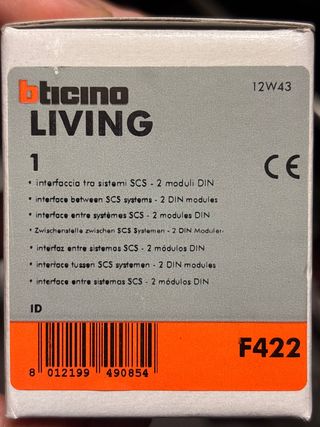 bticino
12W43
LIVING
1
CE
• interfaccia tra sistemi SCS - 2 moduli DIN
• interface between SCS systems - 2 DIN modules
• interface entre systèmes SCS - 2 modules DIN
• Zwischenstelle zwischen SCS Systemen - 2 DIN Moduler-
• interfaz entre sistemas SCS - 2 módulos DIN
• interface tussen SCS systemen - 2 DIN modules
• interface entre sistemas SCS - 2 módulos DIN
ID
F422
8 012199 490854